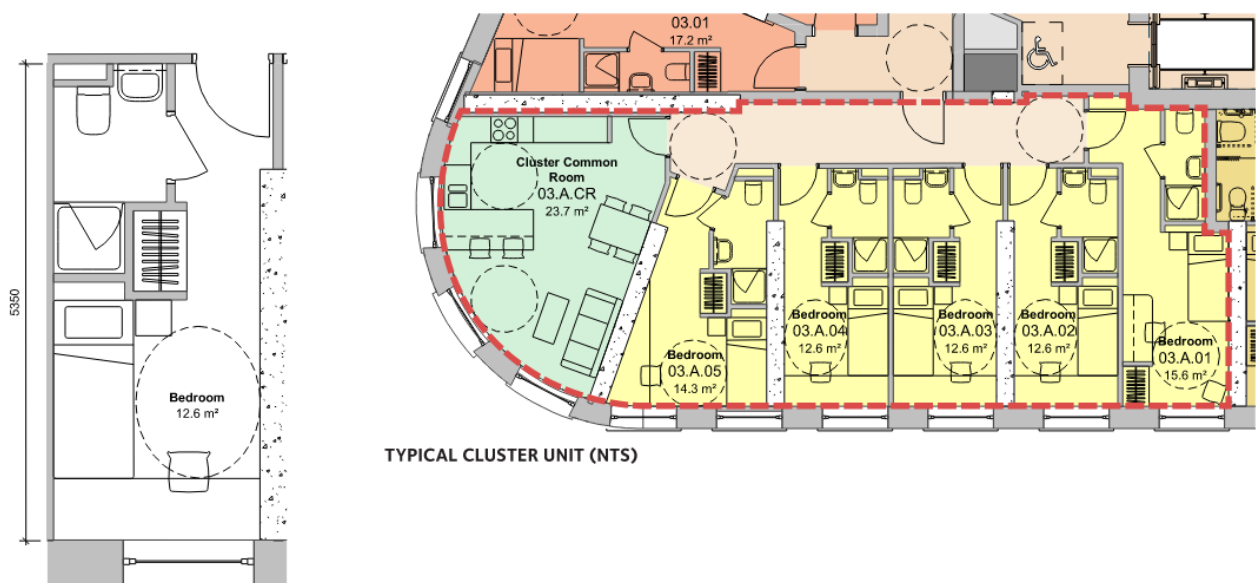 5350
Bedroom
12.6 m²
03.01
17.2 m²
Cluster Common
Room
03.A.CR
23.7 m²
Bedroom
03.A.05
14.3 m²
Bedroom
03.A.04
12.6 m²
Bedroom
03.A.03
12.6 m²
Bedroom
03.A.02
12.6 m²
Bedroom
03.A.01
15.6 m²
TYPICAL CLUSTER UNIT (NTS)